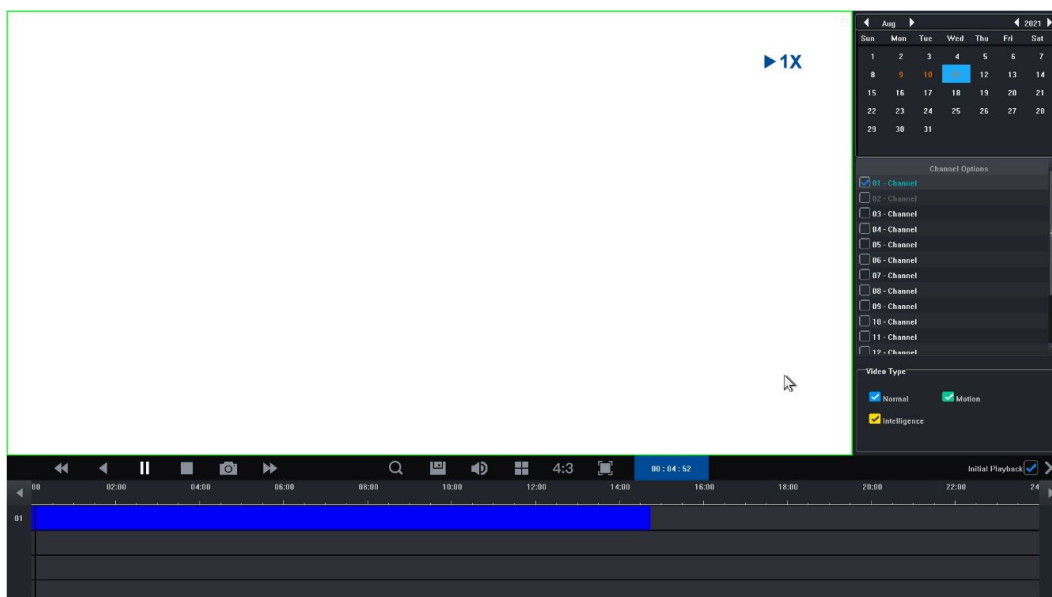 Aug 2021
Sun Mon Tue Wed Thu Fri Sat
1 2 3 4 5 6 7
8 9 10 11 12 13 14
15 16 17 18 19 20 21
22 23 24 25 26 27 28
29 30 31
1X
Channel Options
01 - Channel
02 - Channel
03 - Channel
04 - Channel
05 - Channel
06 - Channel
07 - Channel
08 - Channel
09 - Channel
10 - Channel
11 - Channel
12 - Channel
Video Type
Normal Motion
Intelligence
4:3 00:04:52 Initial Playback
00 02:00 04:00 06:00 08:00 10:00 12:00 14:00 16:00 18:00 20:00 22:00 24
01